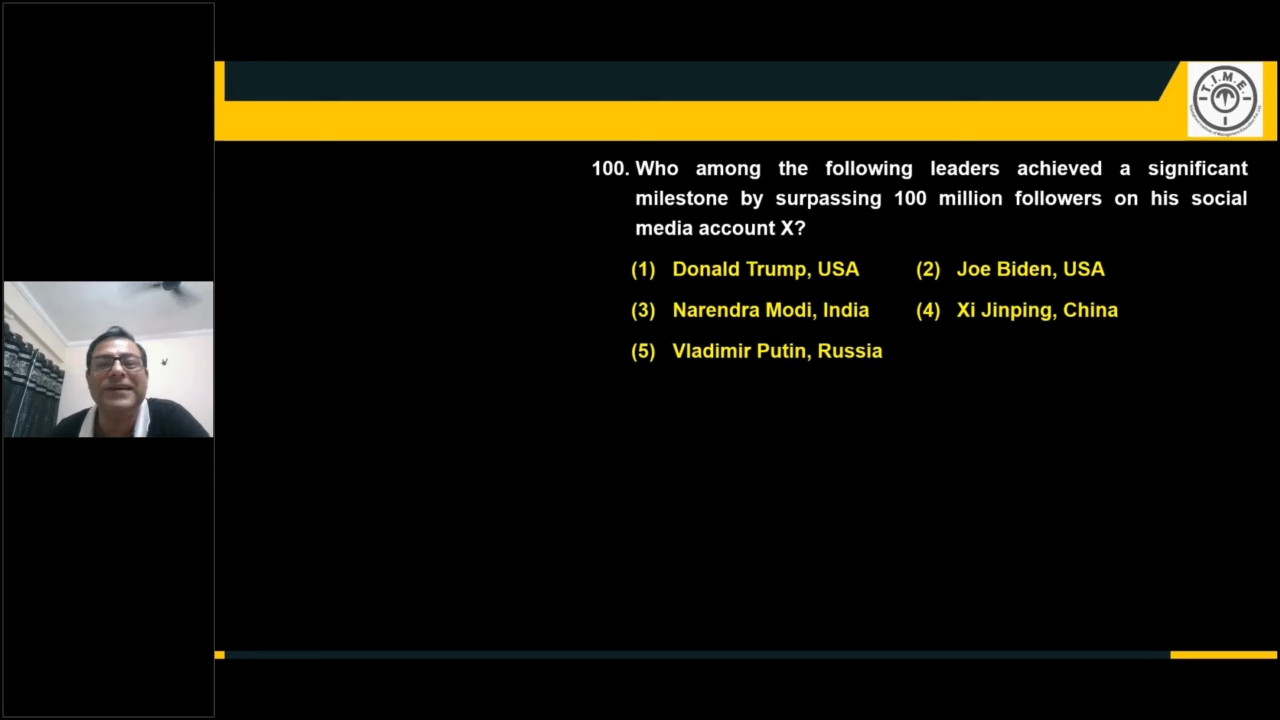 T.I.M.E.
100. Who among the following leaders achieved a significant
milestone by surpassing 100 million followers on his social
media account X?
(1) Donald Trump, USA (2) Joe Biden, USA
(3) Narendra Modi, India (4) Xi Jinping, China
(5) Vladimir Putin, Russia